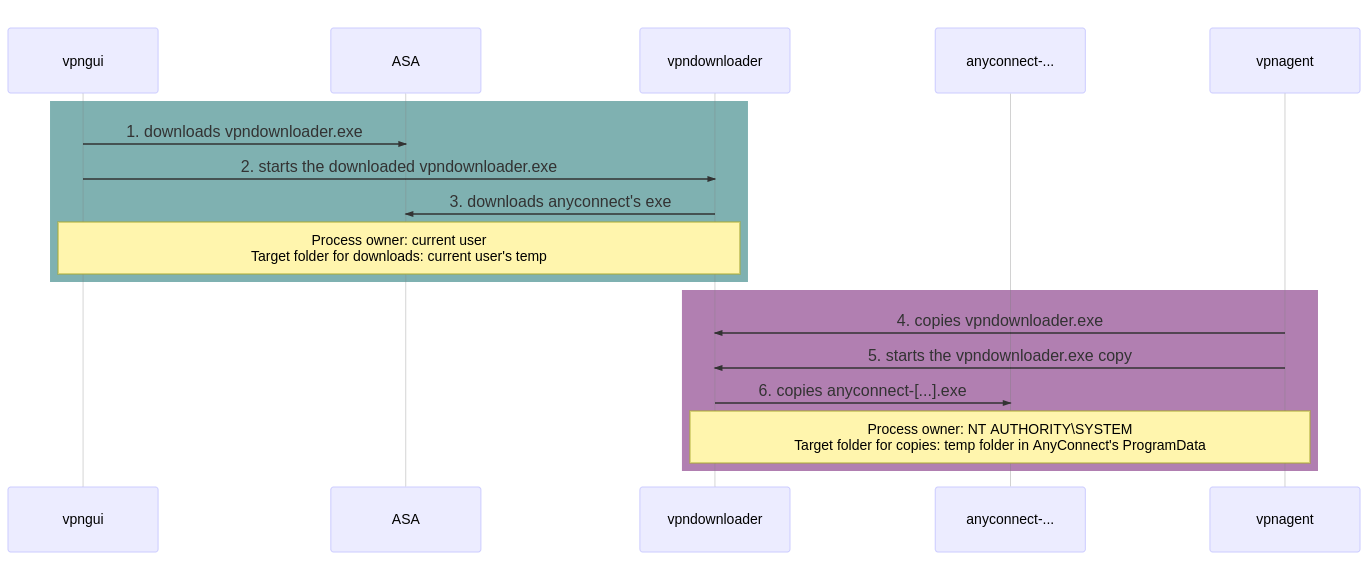 vpngui
ASA
vpndownloader
anyconnect-...
vpnagent
1. downloads vpndownloader.exe
2. starts the downloaded vpndownloader.exe
3. downloads anyconnect's exe
Process owner: current user
Target folder for downloads: current user's temp
4. copies vpndownloader.exe
5. starts the vpndownloader.exe copy
6. copies anyconnect-[...].exe
Process owner: NT AUTHORITY\SYSTEM
Target folder for copies: temp folder in AnyConnect's ProgramData
vpngui
ASA
vpndownloader
anyconnect-...
vpnagent